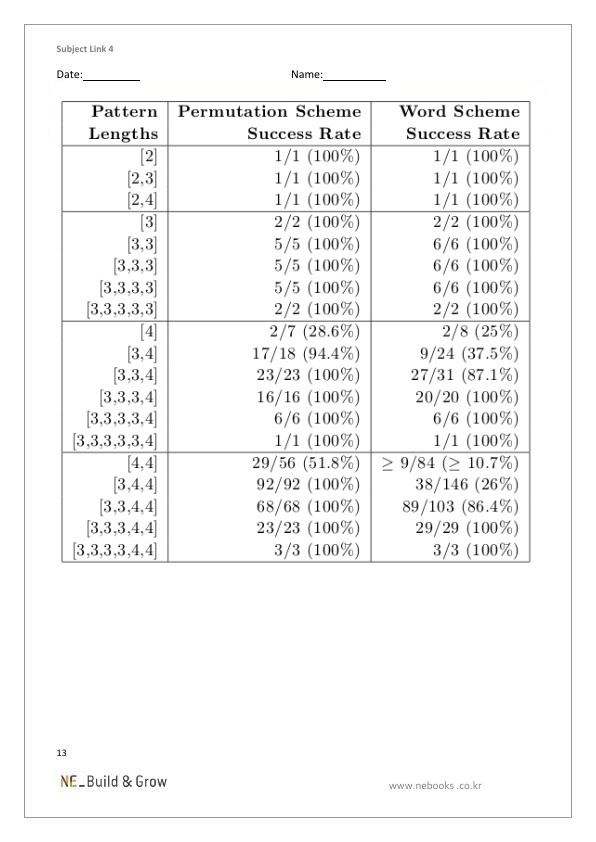 Subject Link 4
Date:__________ Name:___________
Pattern Permutation Scheme Word Scheme
Lengths Success Rate Success Rate
[2] 1/1 (100%) 1/1 (100%)
[2,3] 1/1 (100%) 1/1 (100%)
[2,4] 1/1 (100%) 1/1 (100%)
[3] 2/2 (100%) 2/2 (100%)
[3,3] 5/5 (100%) 6/6 (100%)
[3,3,3] 5/5 (100%) 6/6 (100%)
[3,3,3,3] 5/5 (100%) 6/6 (100%)
[3,3,3,3,3] 2/2 (100%) 2/2 (100%)
[4] 2/7 (28.6%) 2/8 (25%)
[3,4] 17/18 (94.4%) 9/24 (37.5%)
[3,3,4] 23/23 (100%) 27/31 (87.1%)
[3,3,3,4] 16/16 (100%) 20/20 (100%)
[3,3,3,3,4] 6/6 (100%) 6/6 (100%)
[3,3,3,3,3,4] 1/1 (100%) 1/1 (100%)
[4,4] 29/56 (51.8%) ≥ 9/84 (≥ 10.7%)
[3,4,4] 92/92 (100%) 38/146 (26%)
[3,3,4,4] 68/68 (100%) 89/103 (86.4%)
[3,3,3,4,4] 23/23 (100%) 29/29 (100%)
[3,3,3,3,4,4] 3/3 (100%) 3/3 (100%)
13
NE_Build & Grow www.nebooks .co.kr